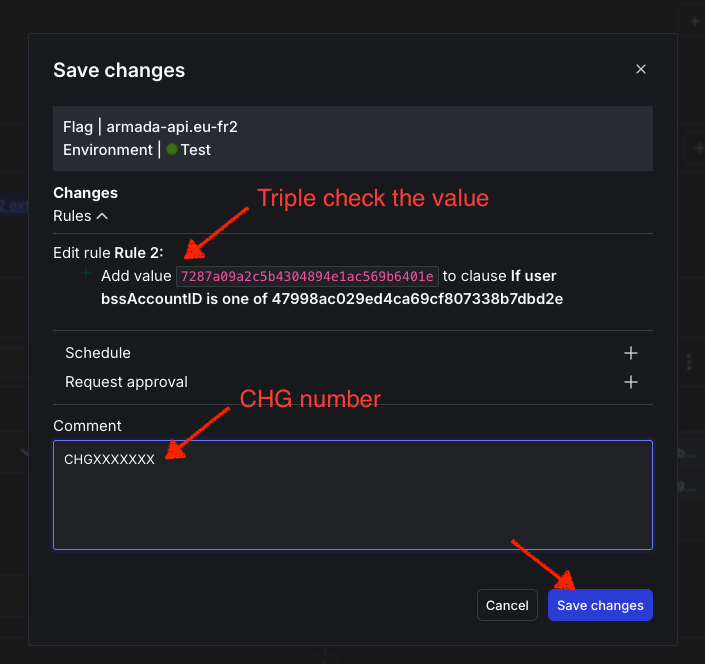 Save changes
Flag | armada-api.eu-fr2
Environment | Test
Changes
Triple check the value
Rules
Edit rule Rule 2:
+ Add value 7287a09a2c5b4304894e1ac569b6401e to clause If user
bssAccountID is one of 47998ac029ed4ca69cf807338b7dbd2e
Schedule
Request approval
CHG number
Comment
CHGXXXXXXX
Cancel
Save changes